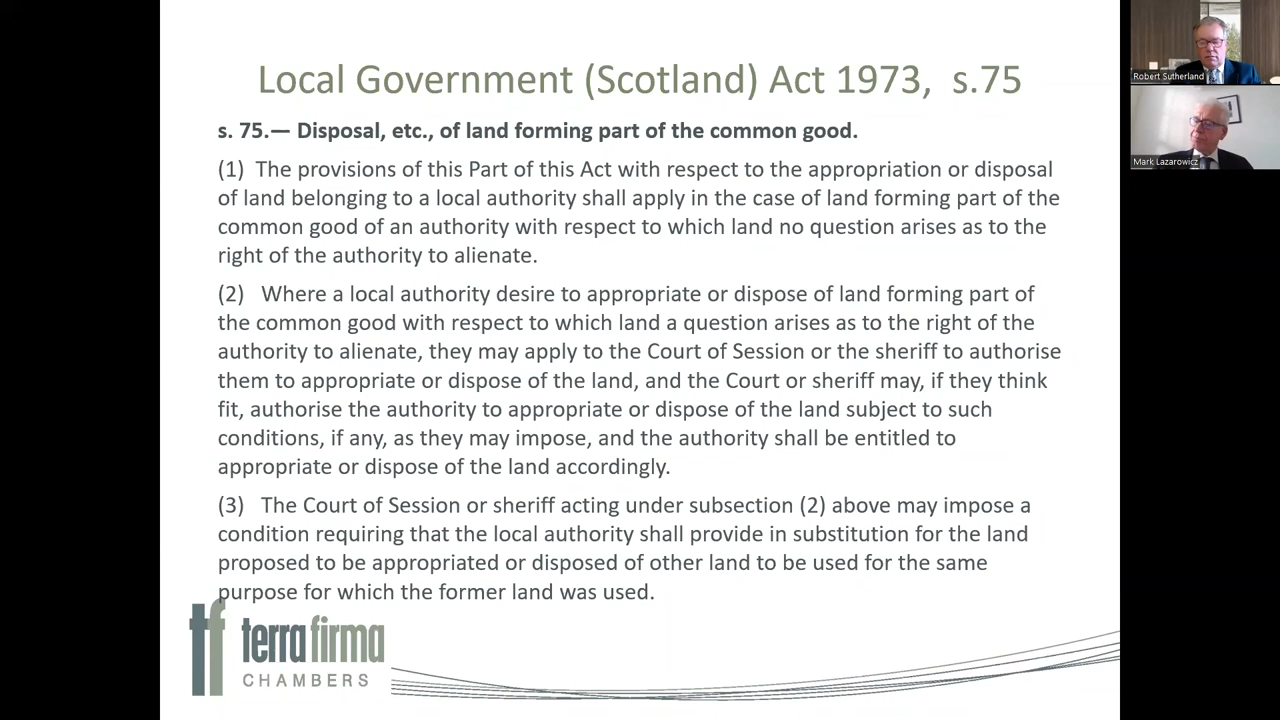 Local Government (Scotland) Act 1973, s.75
s. 75.— Disposal, etc., of land forming part of the common good.
(1) The provisions of this Part of this Act with respect to the appropriation or disposal
of land belonging to a local authority shall apply in the case of land forming part of the
common good of an authority with respect to which land no question arises as to the
right of the authority to alienate.
(2) Where a local authority desire to appropriate or dispose of land forming part of
the common good with respect to which land a question arises as to the right of the
authority to alienate, they may apply to the Court of Session or the sheriff to authorise
them to appropriate or dispose of the land, and the Court or sheriff may, if they think
fit, authorise the authority to appropriate or dispose of the land subject to such
conditions, if any, as they may impose, and the authority shall be entitled to
appropriate or dispose of the land accordingly.
(3) The Court of Session or sheriff acting under subsection (2) above may impose a
condition requiring that the local authority shall provide in substitution for the land
proposed to be appropriated or disposed of other land to be used for the same
purpose for which the former land was used.
tf terra firma
CHAMBERS
Robert Sutherland
Mark Lazarowicz